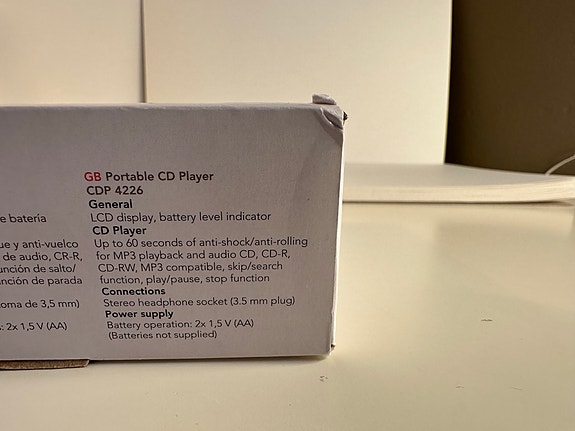 e batería
ue y anti-vuelco
de audio, CR-R,
unción de salto/
nción de parada
oma de 3,5 mm)
: 2x 1,5 V (AA)
GB Portable CD Player
CDP 4226
General
LCD display, battery level indicator
CD Player
Up to 60 seconds of anti-shock/anti-rolling
for MP3 playback and audio CD, CD-R,
CD-RW, MP3 compatible, skip/search
function, play/pause, stop function
Connections
Stereo headphone socket (3.5 mm plug)
Power supply
Battery operation: 2x 1,5 V (AA)
(Batteries not supplied)